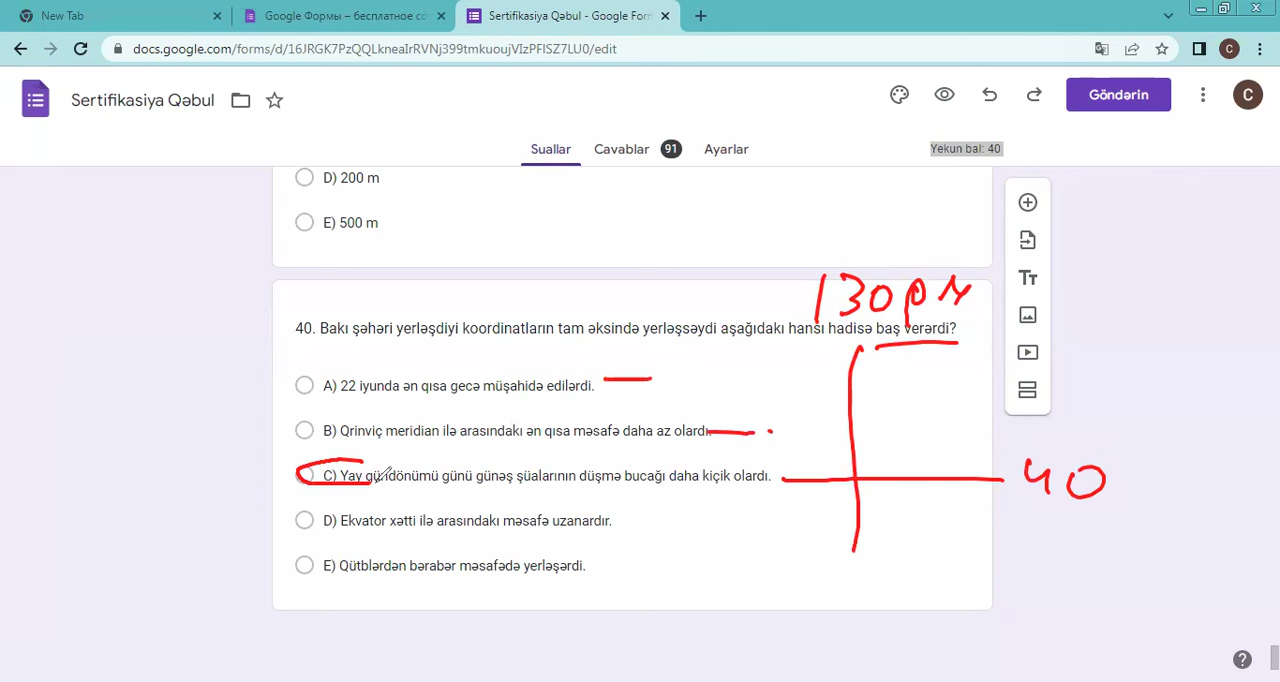 New Tab
Google Формы – бесплатное со
Sertifikasiya Qəbul - Google Forn
docs.google.com/forms/d/16JRGK7PzQQLkneaIrRVNj399tmkuoujVIzPFlSZ7LU0/edit
C
Sertifikasiya Qəbul
Göndərin
C
Suallar
Cavablar 91
Ayarlar
Yekun bal: 40
D) 200 m
E) 500 m
Tт
130
40. Bakı şəhəri yerləşdiyi koordinatların tam əksində yerləşsəydi aşağıdakı hansı hadisə baş verərdi?
A) 22 iyunda ən qısa gecə müşahidə edilərdi.
B) Qrinviç meridian ilə arasındakı ən qısa məsafə daha az olardı.
C) Yay gündönümü günü günəş şüalarının düşmə bucağı daha kiçik olardı.
40
D) Ekvator xətti ilə arasındakı məsafə uzanardır.
E) Qütblərdən bərabər məsafədə yerləşərdi.